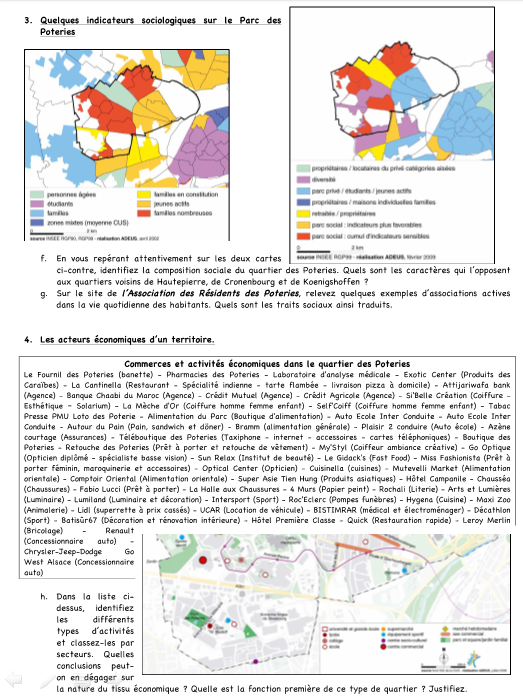 3. Quelques indicateurs sociologiques sur le Parc des
Poteries
personnes âgées
étudiants
familles
zones mixtes (moyenne CUS)
familles en constitution
jeunes actifs
familles nombreuses
0 2 km
source INSEE RGP90, RGP99 - réalisation ADEUS, avril 2002
propriétaires / locataires du privé catégories aisées
diversité
parc privé / étudiants / jeunes actifs
propriétaires / maisons individuelles familles
retraités / propriétaires
parc social : indicateurs plus favorables
parc social : cumul d'indicateurs sensibles
0 2 km
source INSEE RGP99 - réalisation ADEUS, février 2003
f. En vous repérant attentivement sur les deux cartes
ci-contre, identifiez la composition sociale du quartier des Poteries. Quels sont les caractères qui l'opposent
aux quartiers voisins de Hautepierre, de Cronenbourg et de Koenigshoffen ?
g. Sur le site de l'Association des Résidents des Poteries, relevez quelques exemples d'associations actives
dans la vie quotidienne des habitants. Quels sont les traits sociaux ainsi traduits.
4. Les acteurs économiques d'un territoire.
Commerces et activités économiques dans le quartier des Poteries
Le Fournil des Poteries (banette) – Pharmacies des Poteries – Laboratoire d'analyse médicale – Exotic Center (Produits des
Caraïbes) – La Cantinella (Restaurant – Spécialité indienne – tarte flambée – livraison pizza à domicile) – Attijariwafa bank
(Agence) – Banque Chaabi du Maroc (Agence) – Crédit Mutuel (Agence) – Crédit Agricole (Agence) – Si'Belle Création (Coiffure –
Esthétique – Solarium) – La Mèche d'Or (Coiffure homme femme enfant) – Self'Coiff (Coiffure homme femme enfant) – Tabac
Presse PMU Loto des Poterie – Alimentation du Parc (Boutique d'alimentation) – Auto Ecole Inter Conduite – Auto Ecole Inter
Conduite – Autour du Pain (Pain, sandwich et döner) – Bramm (alimentation générale) – Plaisir 2 conduire (Auto école) – Azène
courtage (Assurances) – Téléboutique des Poteries (Taxiphone – internet – accessoires – cartes téléphoniques) – Boutique des
Poteries – Retouche des Poteries (Prêt à porter et retouche de vêtement) – My'Styl (Coiffeur ambiance créative) – Go Optique
(Opticien diplômé – spécialiste basse vision) – Sun Relax (Institut de beauté) – Le Gidack's (Fast Food) – Miss Fashionista (Prêt à
porter féminin, maroquinerie et accessoires) – Optical Center (Opticien) – Cuisinella (cuisines) – Mutevelli Market (Alimentation
orientale) – Comptoir Oriental (Alimentation orientale) – Super Asie Tien Hung (Produits asiatiques) – Hôtel Campanile – Chausséa
(Chaussures) – Fabio Lucci (Prêt à porter) – La Halle aux Chaussures – 4 Murs (Papier peint) – Rochali (Literie) – Arts et Lumières
(Luminaire) – Lumiland (Luminaire et décoration) – Intersport (Sport) – Roc'Eclerc (Pompes funèbres) – Hygena (Cuisine) – Maxi Zoo
(Animalerie) – Lidl (superrette à prix cassés) – UCAR (Location de véhicule) – BISTIMRAR (médical et électroménager) – Décathlon
(Sport) – Batisûr67 (Décoration et rénovation intérieure) – Hôtel Première Classe – Quick (Restauration rapide) – Leroy Merlin
(Bricolage) – Renault
(Concessionnaire auto) –
Chrysler-Jeep-Dodge Go
West Alsace (Concessionnaire
auto)
h. Dans la liste ci-
dessus, identifiez
les différents
types d'activités
et classez-les par
secteurs. Quelles
conclusions peut-
on en dégager sur
la nature du tissu économique ? Quelle est la fonction première de ce type de quartier ? Justifiez.